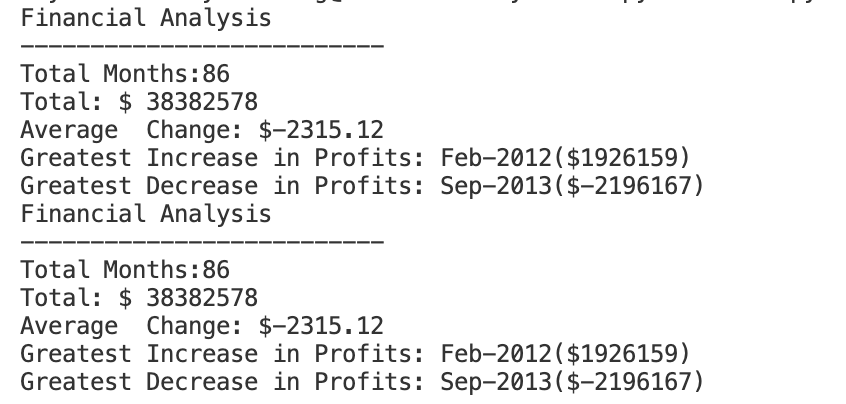 Financial Analysis
--------------------------
Total Months:86
Total: $ 38382578
Average  Change: $-2315.12
Greatest Increase in Profits: Feb-2012($1926159)
Greatest Decrease in Profits: Sep-2013($-2196167)
Financial Analysis
--------------------------
Total Months:86
Total: $ 38382578
Average  Change: $-2315.12
Greatest Increase in Profits: Feb-2012($1926159)
Greatest Decrease in Profits: Sep-2013($-2196167)